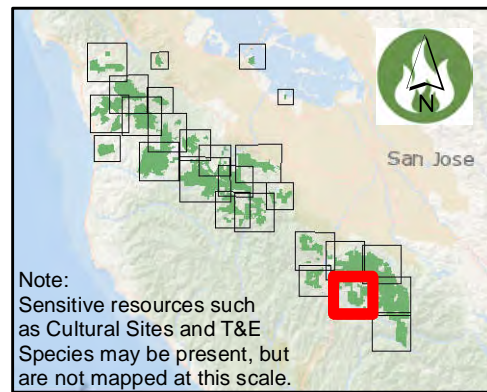 N
San Jose
Note:
Sensitive resources such
as Cultural Sites and T&E
Species may be present, but
are not mapped at this scale.